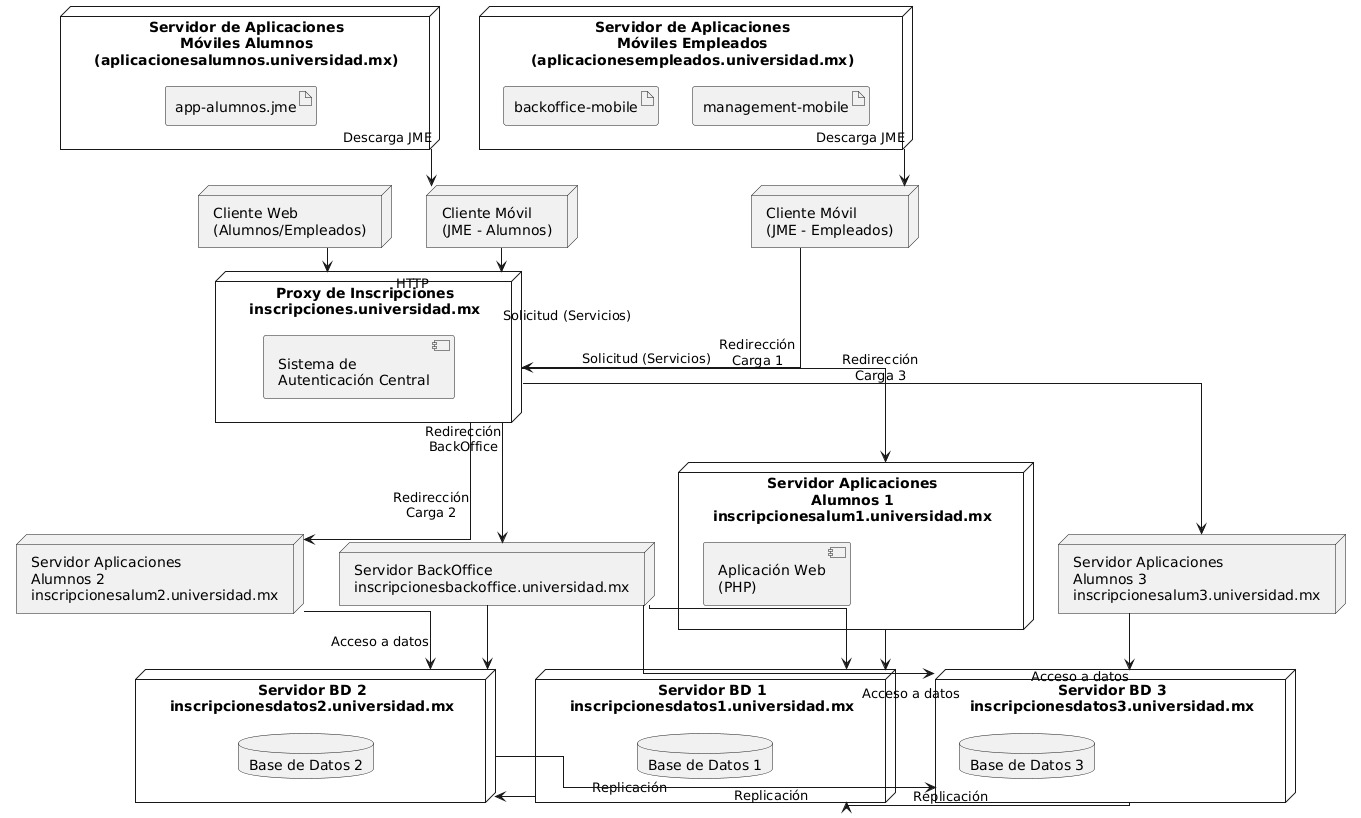 Servidor de Aplicaciones
Móviles Alumnos
(aplicacionesalumnos.universidad.mx)
app-alumnos.jme
Descarga JME
Servidor de Aplicaciones
Móviles Empleados
(aplicacionesempleados.universidad.mx)
backoffice-mobile
management-mobile
Descarga JME
Cliente Web
(Alumnos/Empleados)
Cliente Móvil
(JME - Alumnos)
Cliente Móvil
(JME - Empleados)
HTTP
Proxy de Inscripciones
inscripciones.universidad.mx
Sistema de
Autenticación Central
Solicitud (Servicios)
Solicitud (Servicios)
Redirección
Carga 1
Redirección
Carga 3
Redirección
BackOffice
Redirección
Carga 2
Servidor Aplicaciones
Alumnos 1
inscripcionesalum1.universidad.mx
Aplicación Web
(PHP)
Servidor Aplicaciones
Alumnos 2
inscripcionesalum2.universidad.mx
Servidor BackOffice
inscripcionesbackoffice.universidad.mx
Servidor Aplicaciones
Alumnos 3
inscripcionesalum3.universidad.mx
Acceso a datos
Acceso a datos
Acceso a datos
Servidor BD 2
inscripcionesdatos2.universidad.mx
Base de Datos 2
Servidor BD 1
inscripcionesdatos1.universidad.mx
Base de Datos 1
Servidor BD 3
inscripcionesdatos3.universidad.mx
Base de Datos 3
Replicación
Replicación
Replicación